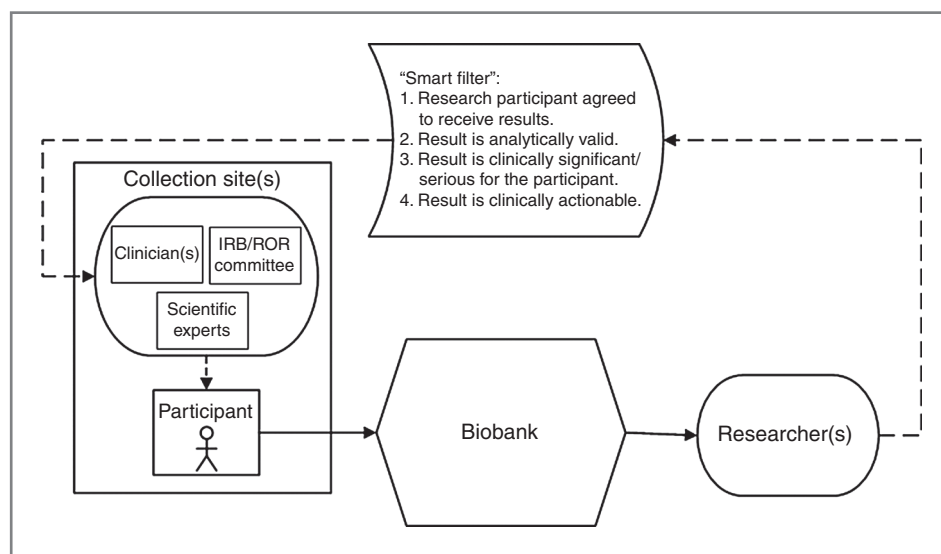 “Smart filter”:
1. Research participant agreed
to receive results.
2. Result is analytically valid.
3. Result is clinically significant/
serious for the participant.
4. Result is clinically actionable.
Collection site(s)
Clinician(s)
IRB/ROR
committee
Scientific
experts
Participant
Biobank
Researcher(s)